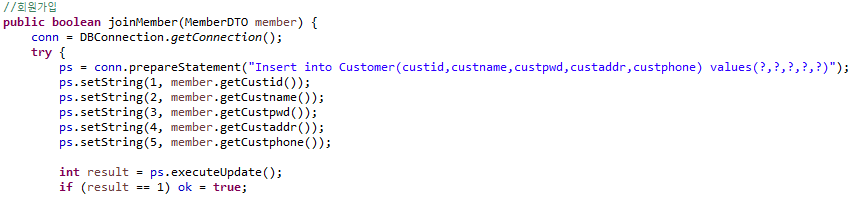 //회원가입
public boolean joinMember(MemberDTO member) {
conn = DBConnection.getConnection();
try {
ps = conn.prepareStatement("Insert into Customer(custid,custname,custpwd,custaddr,custphone) values(?,?,?,?,?)");
ps.setString(1, member.getCustid());
ps.setString(2, member.getCustname());
ps.setString(3, member.getCustpwd());
ps.setString(4, member.getCustaddr());
ps.setString(5, member.getCustphone());
int result = ps.executeUpdate();
if (result == 1) ok = true;